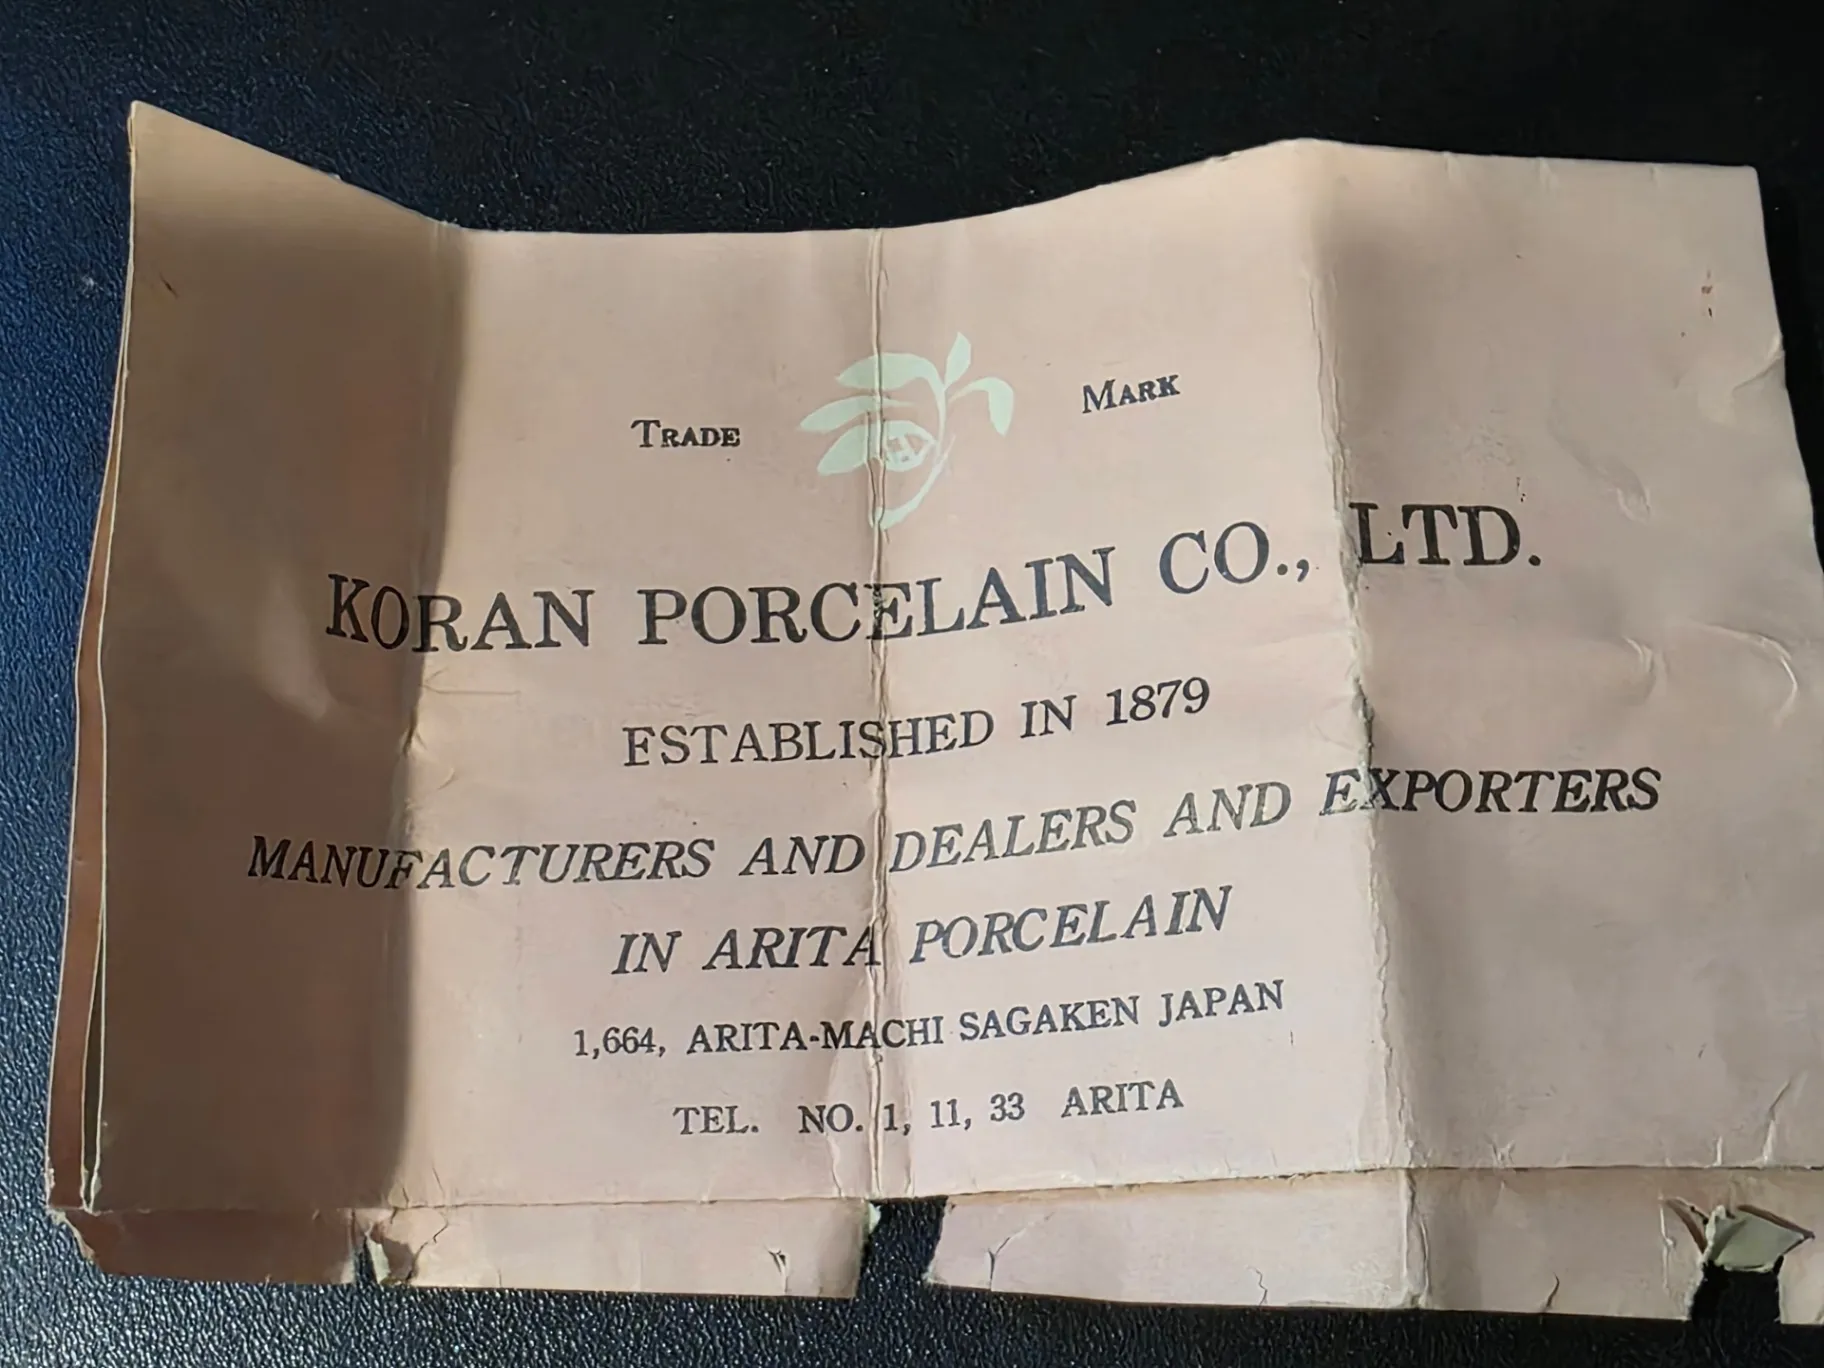 TRADE MARK
KORAN PORCELAIN CO., LTD.
ESTABLISHED IN 1879
MANUFACTURERS AND DEALERS AND EXPORTERS
IN ARITA PORCELAIN
1,664, ARITA-MACHI SAGAKEN JAPAN
TEL. NO. 1, 11, 33 ARITA